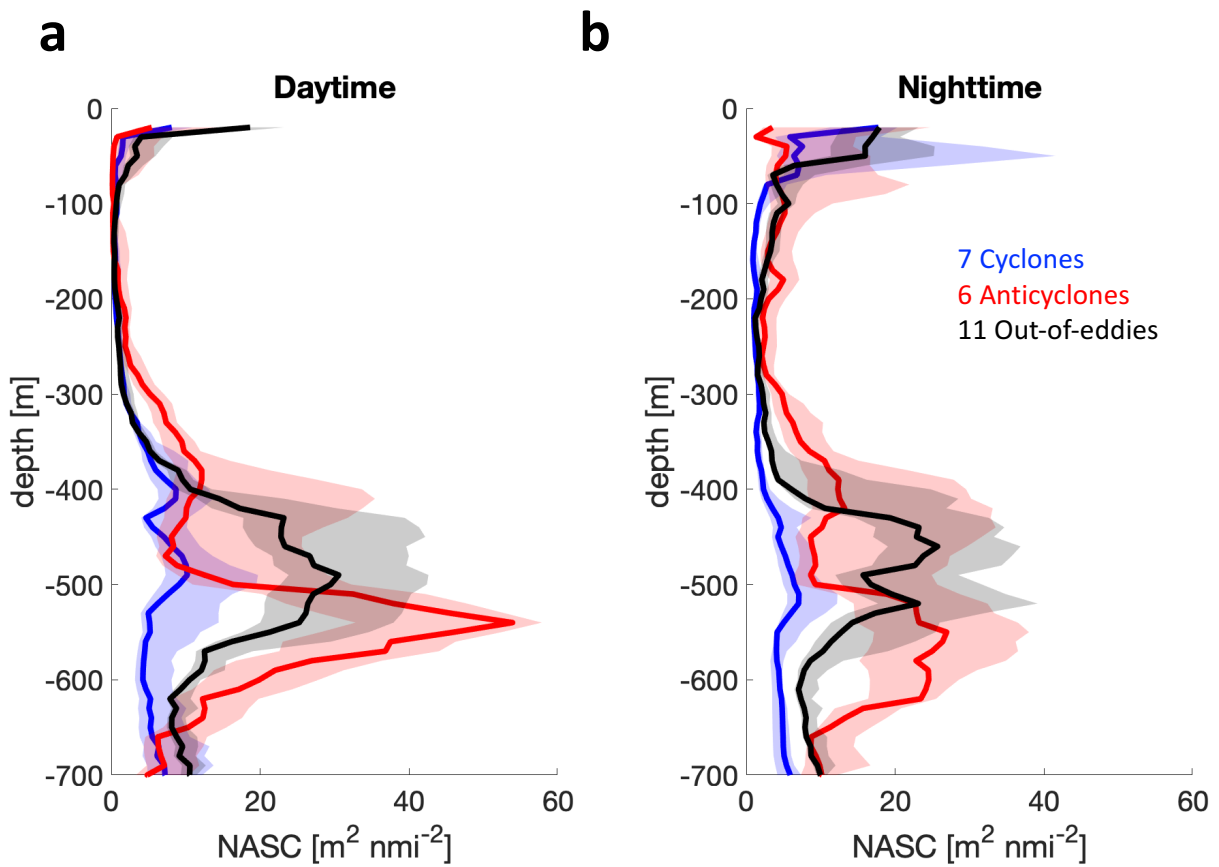 a
b
Daytime
Nighttime
0
-100
-200
-300
-400
-500
-600
-700
depth [m]
0
20
40
60
NASC [m² nmi⁻²]
0
-100
-200
-300
-400
-500
-600
-700
depth [m]
7 Cyclones
6 Anticyclones
11 Out-of-eddies
0
20
40
60
NASC [m² nmi⁻²]